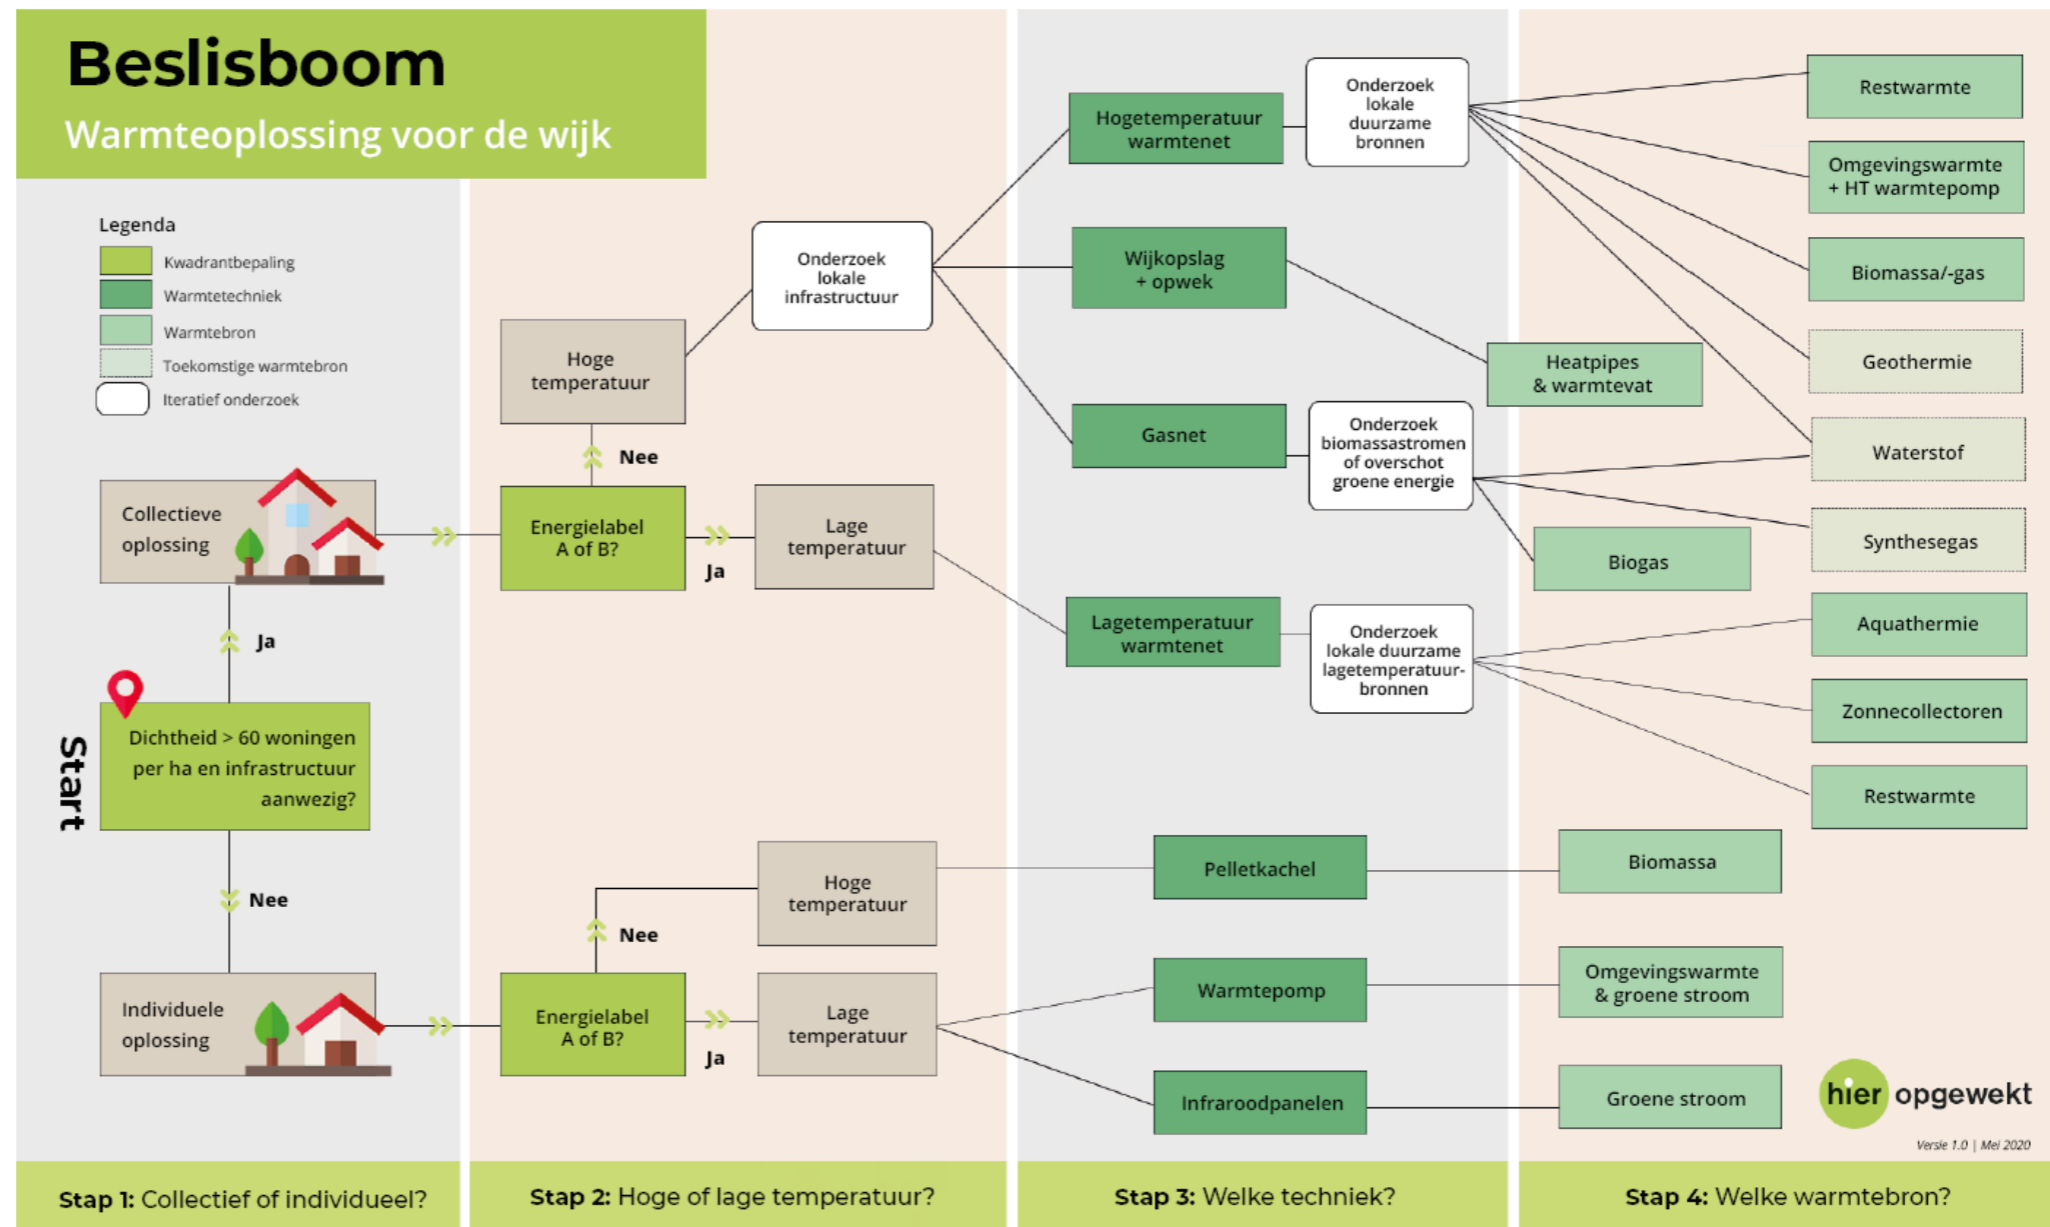 Beslisboom
Warmteoplossing voor de wijk
Legenda
Kwadrantbepaling
Warmtetechniek
Warmtebron
Toekomstige warmtebron
Iteratief onderzoek
Collectieve
oplossing
Ja
Start
Dichtheid > 60 woningen
per ha en infrastructuur
aanwezig?
Nee
Individuele
oplossing
Stap 1: Collectief of individueel?
Onderzoek
lokale
infrastructuur
Hoge
temperatuur
Nee
Energielabel
A of B?
Ja
Lage
temperatuur
Hoge
temperatuur
Nee
Energielabel
A of B?
Ja
Lage
temperatuur
Stap 2: Hoge of lage temperatuur?
Hogetemperatuur
warmtenet
Onderzoek
lokale
duurzame
bronnen
Wijkopslag
+ opwek
Heatpipes
& warmtevat
Gasnet
Onderzoek
biomassastromen
of overschot
groene energie
Biogas
Lagetemperatuur
warmtenet
Onderzoek
lokale duurzame
lagetemperatuur-
bronnen
Pelletkachel
Warmtepomp
Infraroodpanelen
Stap 3: Welke techniek?
Restwarmte
Omgevingswarmte
+ HT warmtepomp
Biomassa/-gas
Geothermie
Waterstof
Synthesegas
Aquathermie
Zonnecollectoren
Restwarmte
Biomassa
Omgevingswarmte
& groene stroom
Groene stroom
hier opgewekt
Versie 1.0 | Mei 2020
Stap 4: Welke warmtebron?